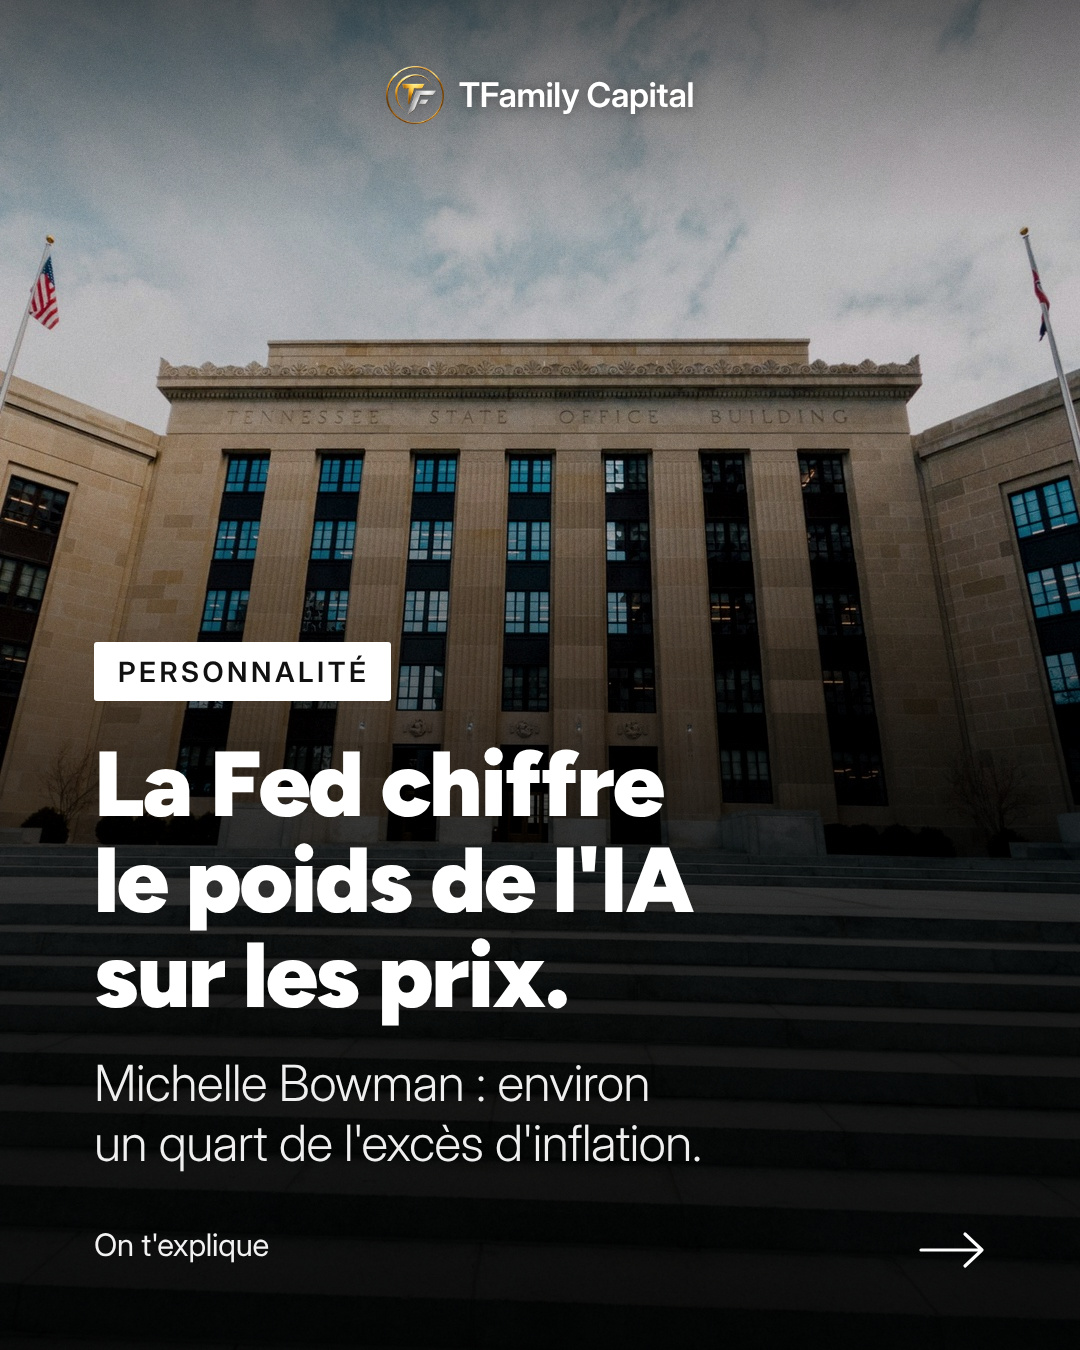 TFamily Capital
TENNESSEE STATE OFFICE BUILDING
PERSONNALITÉ
La Fed chiffre
le poids de l'IA
sur les prix.
Michelle Bowman : environ
un quart de l'excès d'inflation.
On t'explique